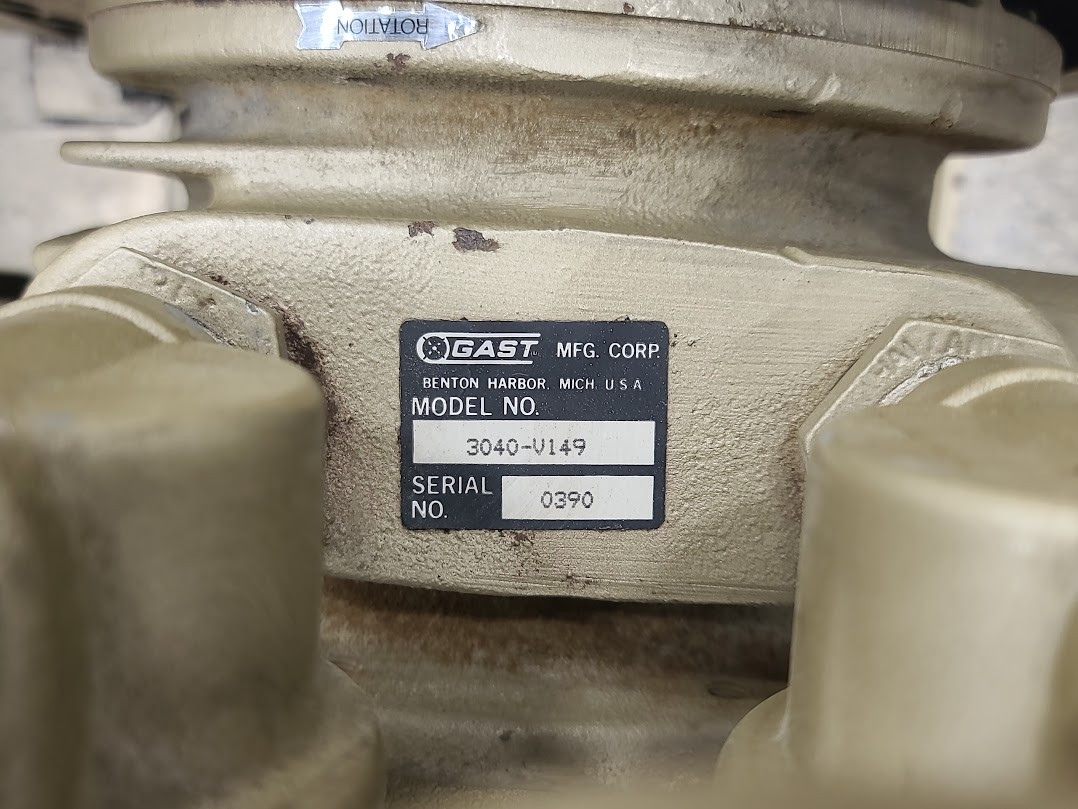 ROTATION
GAST MFG. CORP.
BENTON HARBOR, MICH. U S A
MODEL NO.
3040-V149
SERIAL
NO.
0390